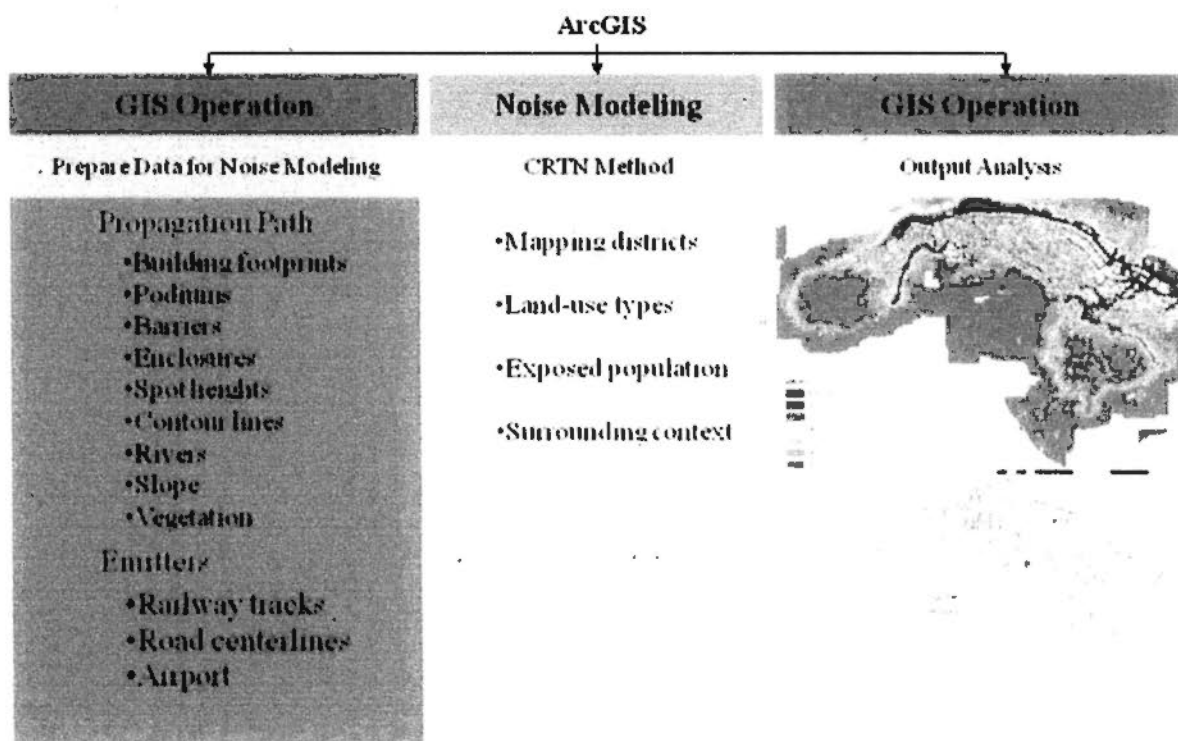 ArcGIS
GIS Operation
Prepare Data for Noise Modeling
Propagation Path
•Building footprints
•Podiums
•Barriers
•Enclosures
•Spot heights
•Contour lines
•Rivers
•Slope
•Vegetation
Emitters
•Railway tracks
•Road centerlines
•Airport
Noise Modeling
CRTN Method
•Mapping districts
•Land-use types
•Exposed population
•Surrounding context
GIS Operation
Output Analysis